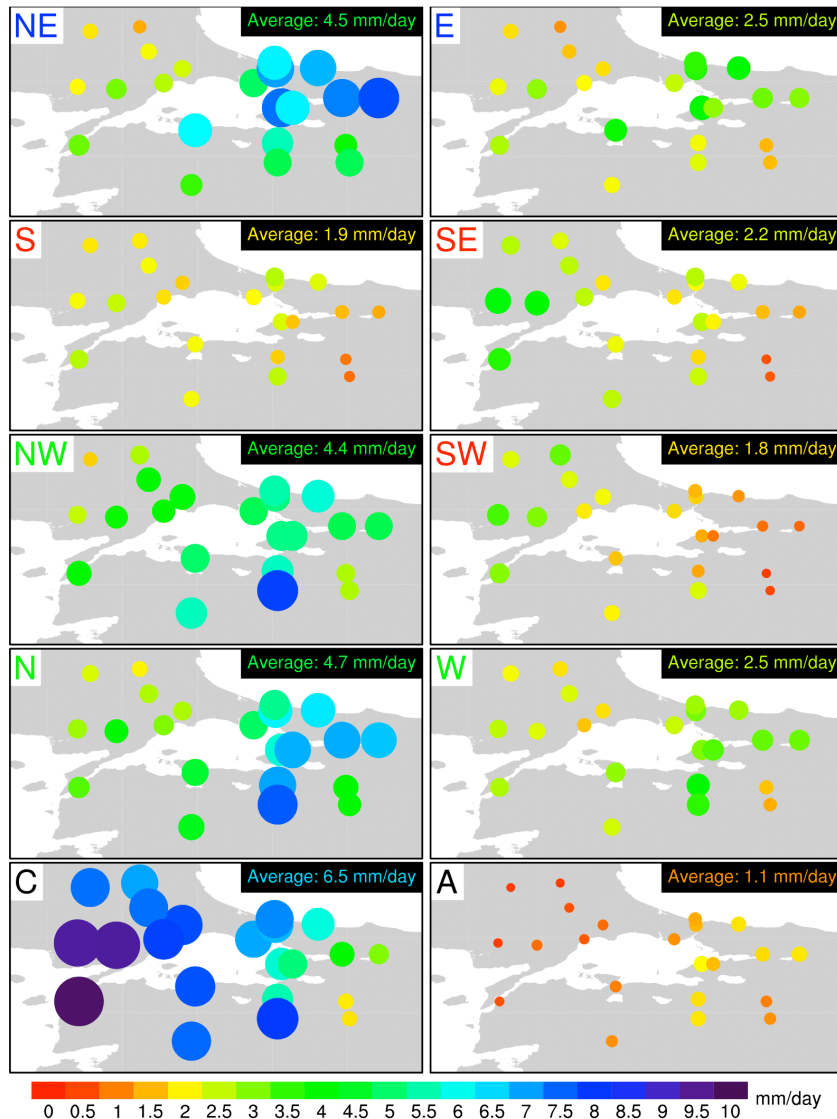 NE Average: 4.5 mm/day
E Average: 2.5 mm/day
S Average: 1.9 mm/day
SE Average: 2.2 mm/day
NW Average: 4.4 mm/day
SW Average: 1.8 mm/day
N Average: 4.7 mm/day
W Average: 2.5 mm/day
C Average: 6.5 mm/day
A Average: 1.1 mm/day
0 0.5 1 1.5 2 2.5 3 3.5 4 4.5 5 5.5 6 6.5 7 7.5 8 8.5 9 9.5 10 mm/day